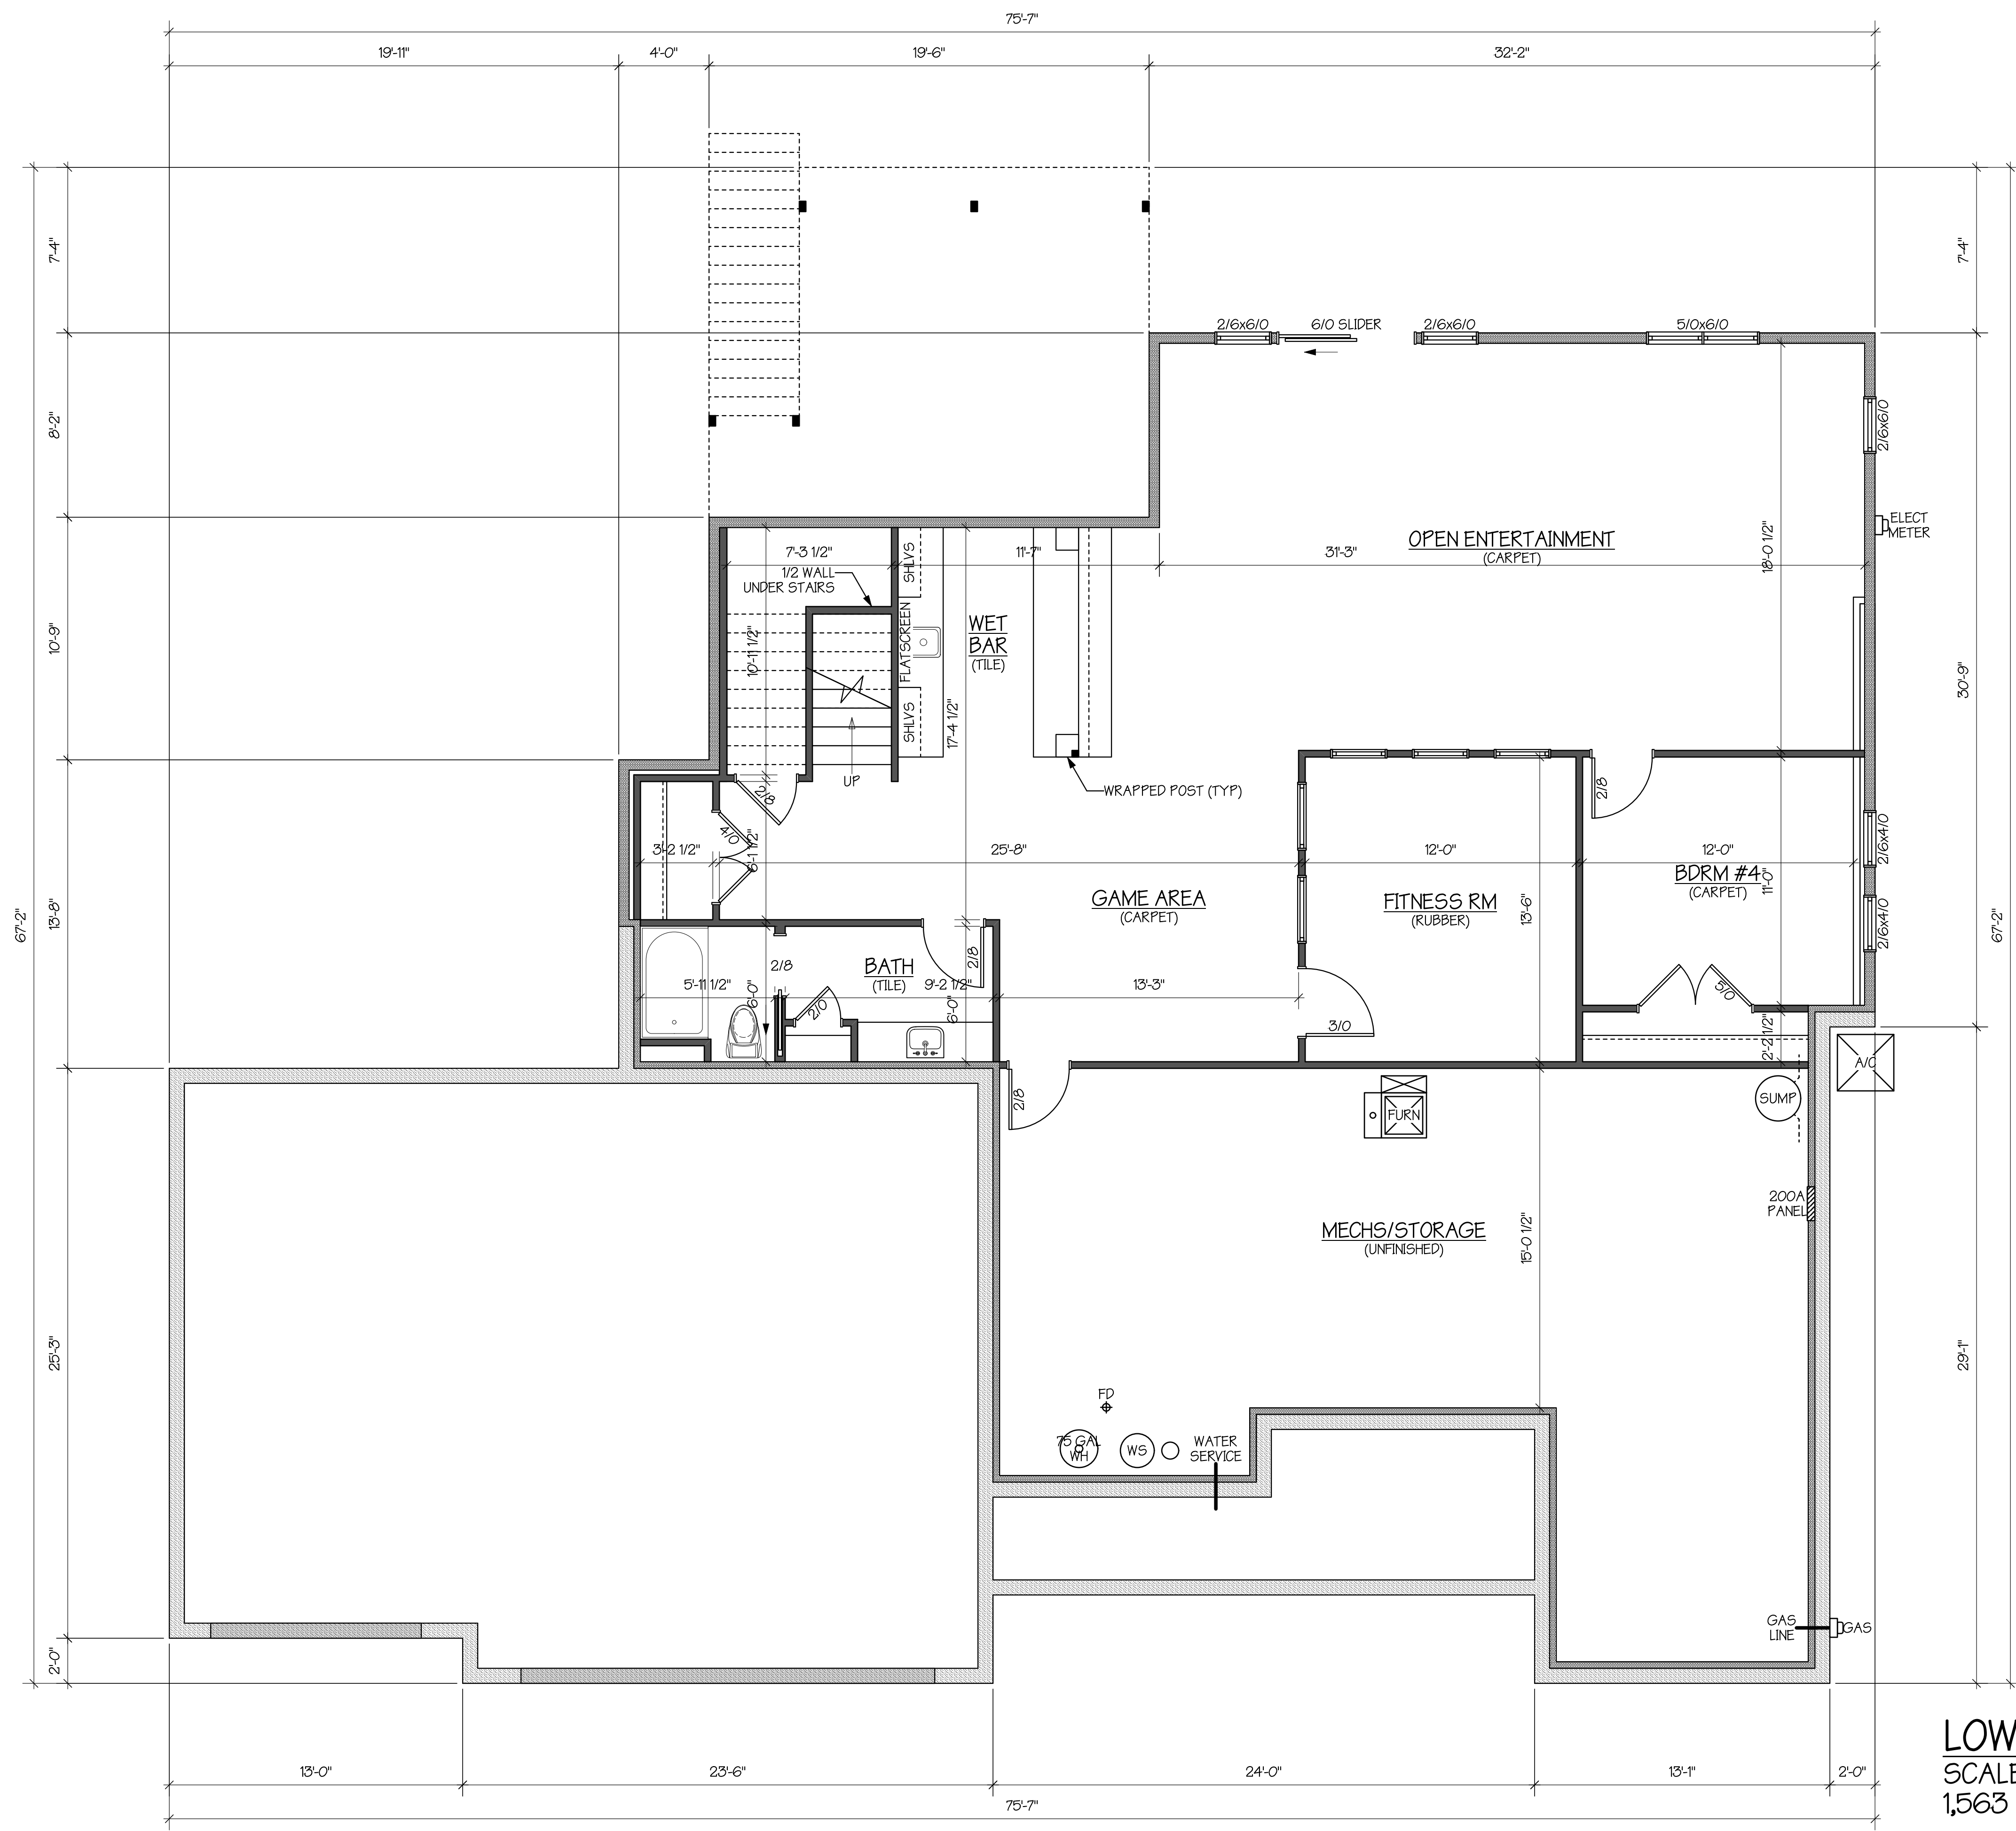 75'-7"
19'-11"
4'-0"
19'-6"
32'-2"
7'-4"
7'-4"
2/6x6/0
6/0 SLIDER
2/6x6/0
5/0x6/0
8'-2"
2/6x6/0
ELECT
METER
OPEN ENTERTAINMENT
(CARPET)
18'-0 1/2"
7'-3 1/2"
11'-7"
31'-3"
SHLVS
1/2 WALL
UNDER STAIRS
FLATSCREEN
WET
BAR
(TILE)
10'-9"
10'-11 1/2"
30'-9"
SHLVS
17'-4 1/2"
UP
WRAPPED POST (TYP)
2/8
2/8
4/0
3'-2 1/2"
6'-1 1/2"
25'-8"
12'-0"
12'-0"
2/6x4/0
BDRM #4
(CARPET)
11'-0"
GAME AREA
(CARPET)
FITNESS RM
(RUBBER)
13'-6"
2/6x4/0
13'-8"
67'-2"
67'-2"
BATH
(TILE)
2/8
2/8
5'-11 1/2"
6'-0"
9'-2 1/2"
6'-0"
13'-3"
2/0
5/0
3/0
2'-2 1/2"
A/C
2/8
FURN
SUMP
200A
PANEL
MECHS/STORAGE
(UNFINISHED)
15'-0 1/2"
25'-3"
29'-1"
FD
75 GAL
WH
WS
WATER
SERVICE
GAS
LINE
GAS
2'-0"
13'-0"
23'-6"
24'-0"
13'-1"
2'-0"
75'-7"
LOW
SCALE
1,563